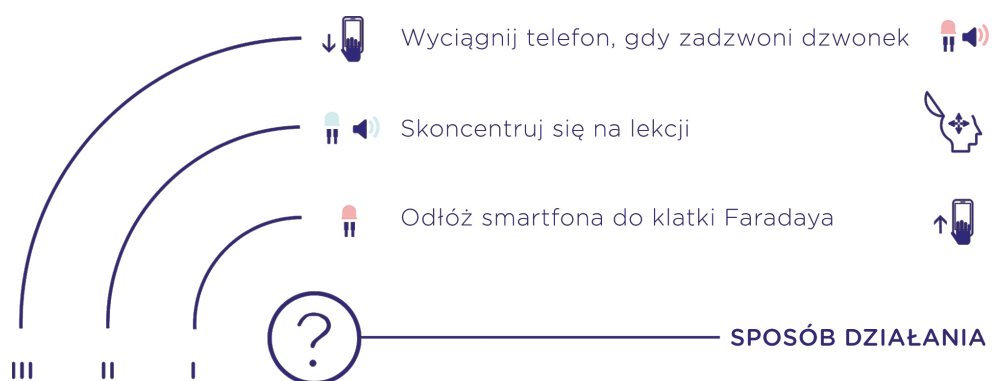 Wyciągnij telefon, gdy zadzwoni dzwonek
Skoncentruj się na lekcji
Odłóż smartfona do klatki Faradaya
?
SPOSÓB DZIAŁANIA
III II I